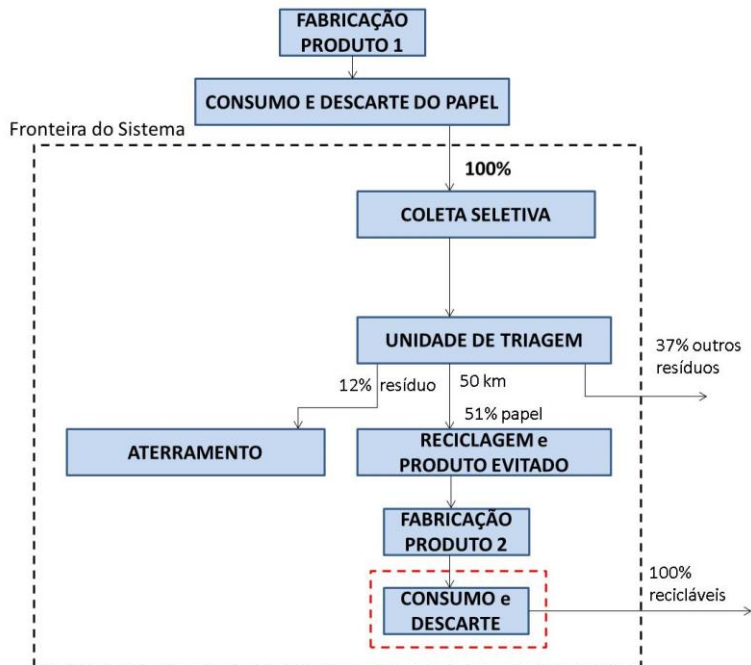 FABRICAÇÃO
PRODUTO 1
CONSUMO E DESCARTE DO PAPEL
Fronteira do Sistema
100%
COLETA SELETIVA
UNIDADE DE TRIAGEM
37% outros
resíduos
12% resíduo
50 km
51% papel
ATERRAMENTO
RECICLAGEM e
PRODUTO EVITADO
FABRICAÇÃO
PRODUTO 2
100%
recicláveis
CONSUMO e
DESCARTE